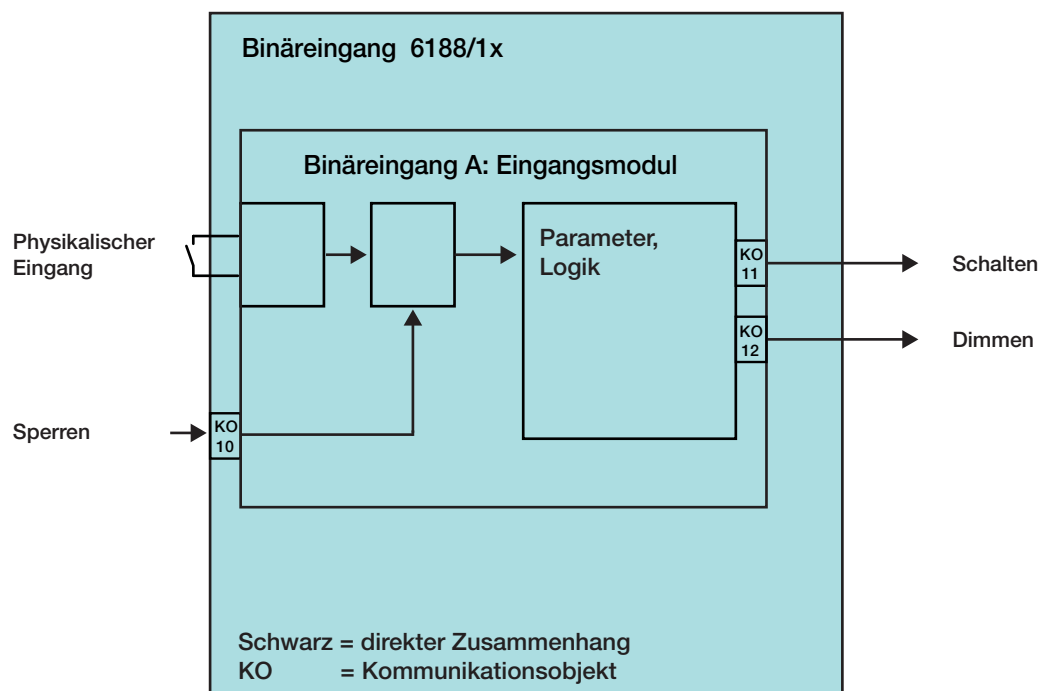 Binäreingang 6188/1x
Binäreingang A: Eingangsmodul
Physikalischer
Eingang
Parameter,
Logik
KO
11
Schalten
KO
12
Dimmen
Sperren
KO
10
Schwarz = direkter Zusammenhang
KO = Kommunikationsobjekt